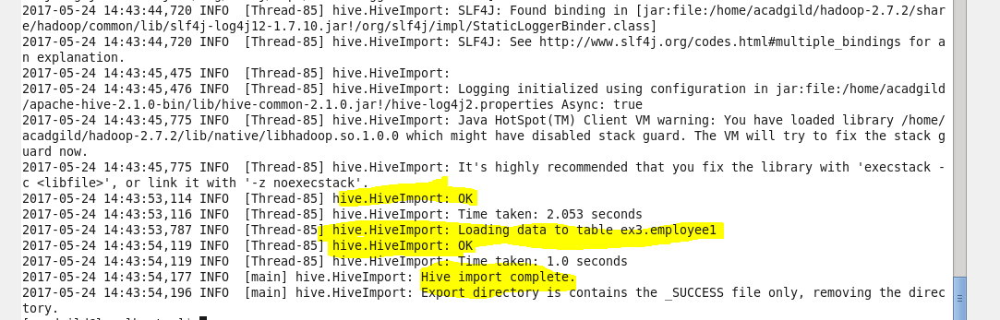 2017-05-24 14:43:44,720 INFO  [Thread-85] hive.HiveImport: SLF4J: Found binding in [jar:file:/home/acadgild/hadoop-2.7.2/shar
e/hadoop/common/lib/slf4j-log4j12-1.7.10.jar!/org/slf4j/impl/StaticLoggerBinder.class]
2017-05-24 14:43:44,720 INFO  [Thread-85] hive.HiveImport: SLF4J: See http://www.slf4j.org/codes.html#multiple_bindings for a
n explanation.
2017-05-24 14:43:45,475 INFO  [Thread-85] hive.HiveImport:
2017-05-24 14:43:45,476 INFO  [Thread-85] hive.HiveImport: Logging initialized using configuration in jar:file:/home/acadgild
/apache-hive-2.1.0-bin/lib/hive-common-2.1.0.jar!/hive-log4j2.properties Async: true
2017-05-24 14:43:45,775 INFO  [Thread-85] hive.HiveImport: Java HotSpot(TM) Client VM warning: You have loaded library /home/
acadgild/hadoop-2.7.2/lib/native/libhadoop.so.1.0.0 which might have disabled stack guard. The VM will try to fix the stack g
uard now.
2017-05-24 14:43:45,775 INFO  [Thread-85] hive.HiveImport: It's highly recommended that you fix the library with 'execstack -
c <libfile>', or link it with '-z noexecstack'.
2017-05-24 14:43:53,114 INFO  [Thread-85] hive.HiveImport: OK
2017-05-24 14:43:53,116 INFO  [Thread-85] hive.HiveImport: Time taken: 2.053 seconds
2017-05-24 14:43:53,787 INFO  [Thread-85] hive.HiveImport: Loading data to table ex3.employee1
2017-05-24 14:43:54,119 INFO  [Thread-85] hive.HiveImport: OK
2017-05-24 14:43:54,119 INFO  [Thread-85] hive.HiveImport: Time taken: 1.0 seconds
2017-05-24 14:43:54,177 INFO  [main] hive.HiveImport: Hive import complete.
2017-05-24 14:43:54,196 INFO  [main] hive.HiveImport: Export directory is contains the _SUCCESS file only, removing the direc
tory.